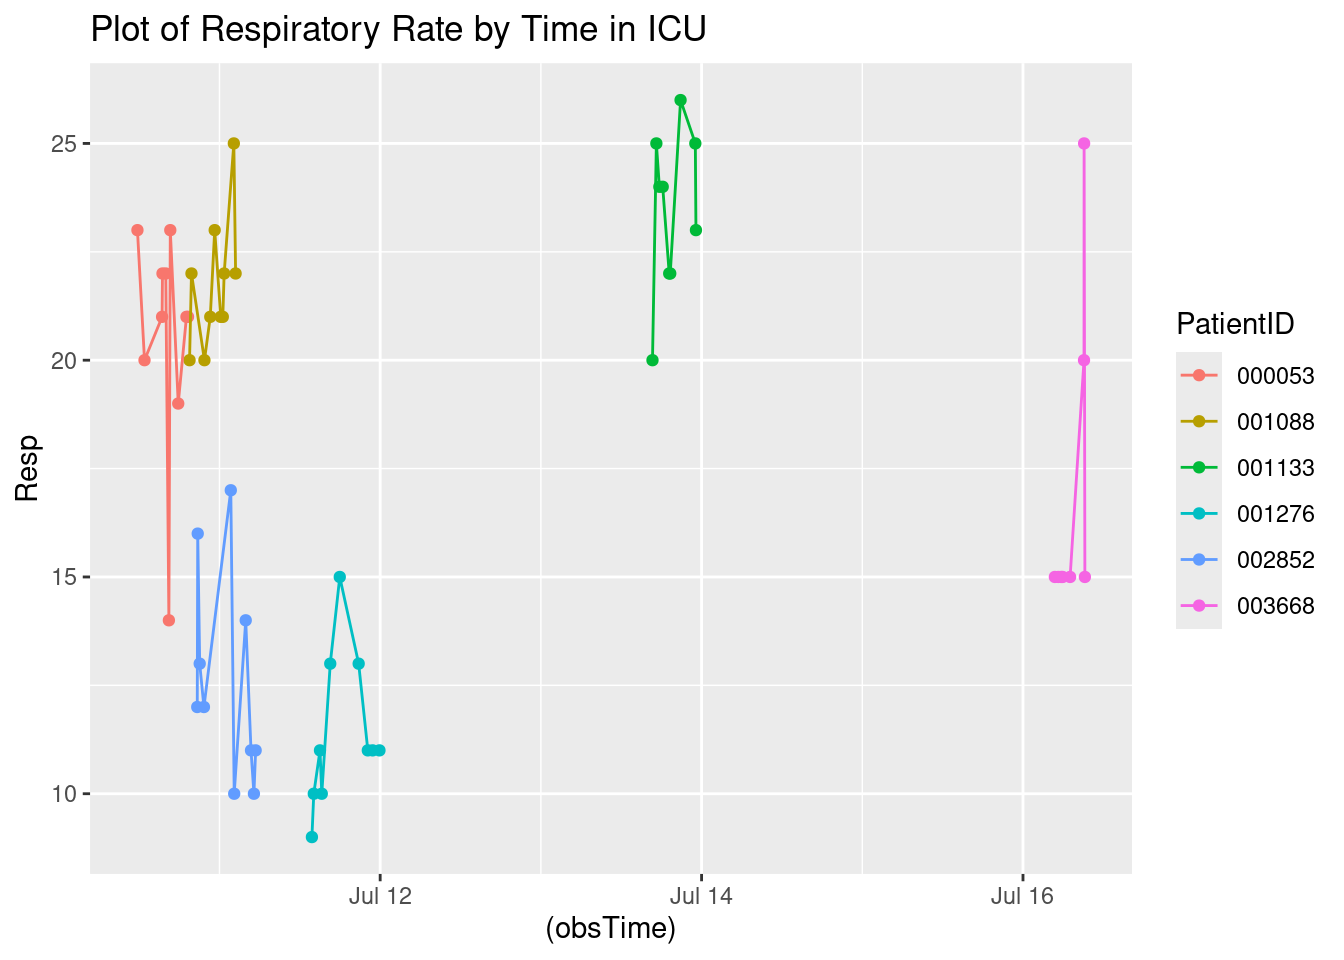 Plot of Respiratory Rate by Time in ICU
25
20
15
10
Resp
Jul 12
Jul 14
Jul 16
(obsTime)
PatientID
000053
001088
001133
001276
002852
003668